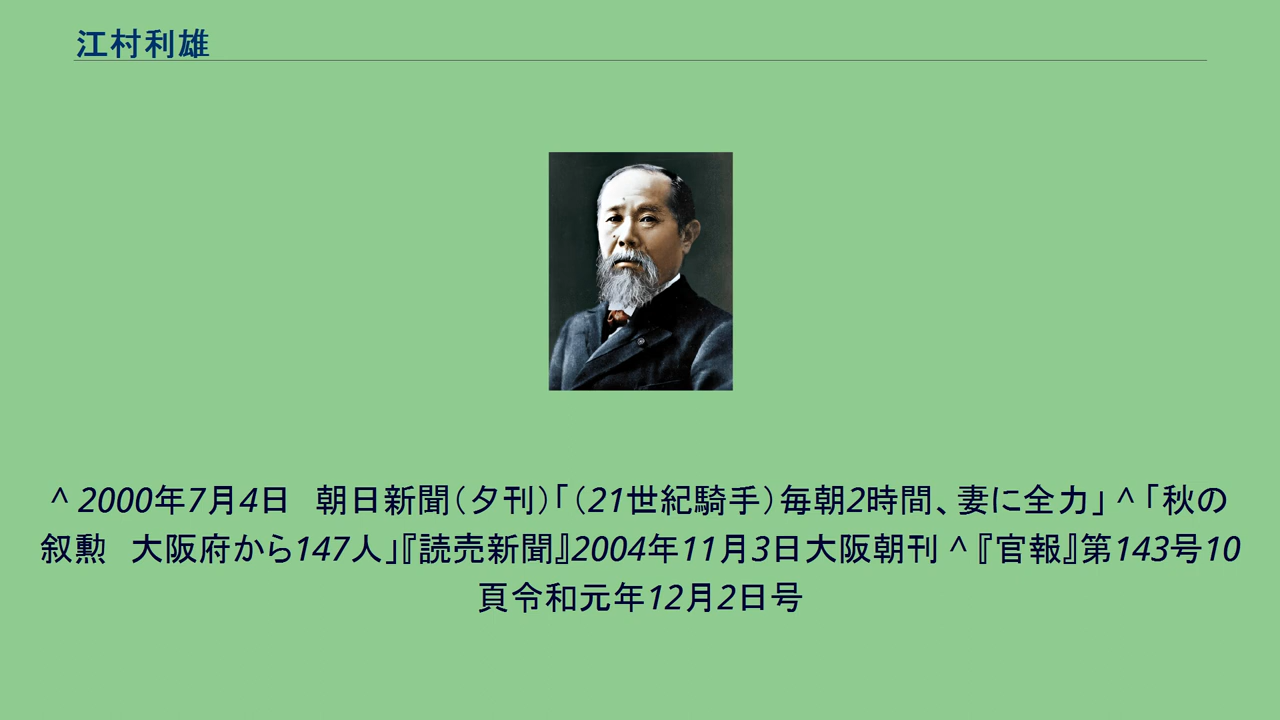 江村利雄
^ 2000年7月4日　朝日新聞（夕刊）「（21世紀騎手）毎朝2時間、妻に全力」 ^ 「秋の
叙勲　大阪府から147人」『読売新聞』2004年11月3日大阪朝刊 ^ 『官報』第143号10
頁令和元年12月2日号